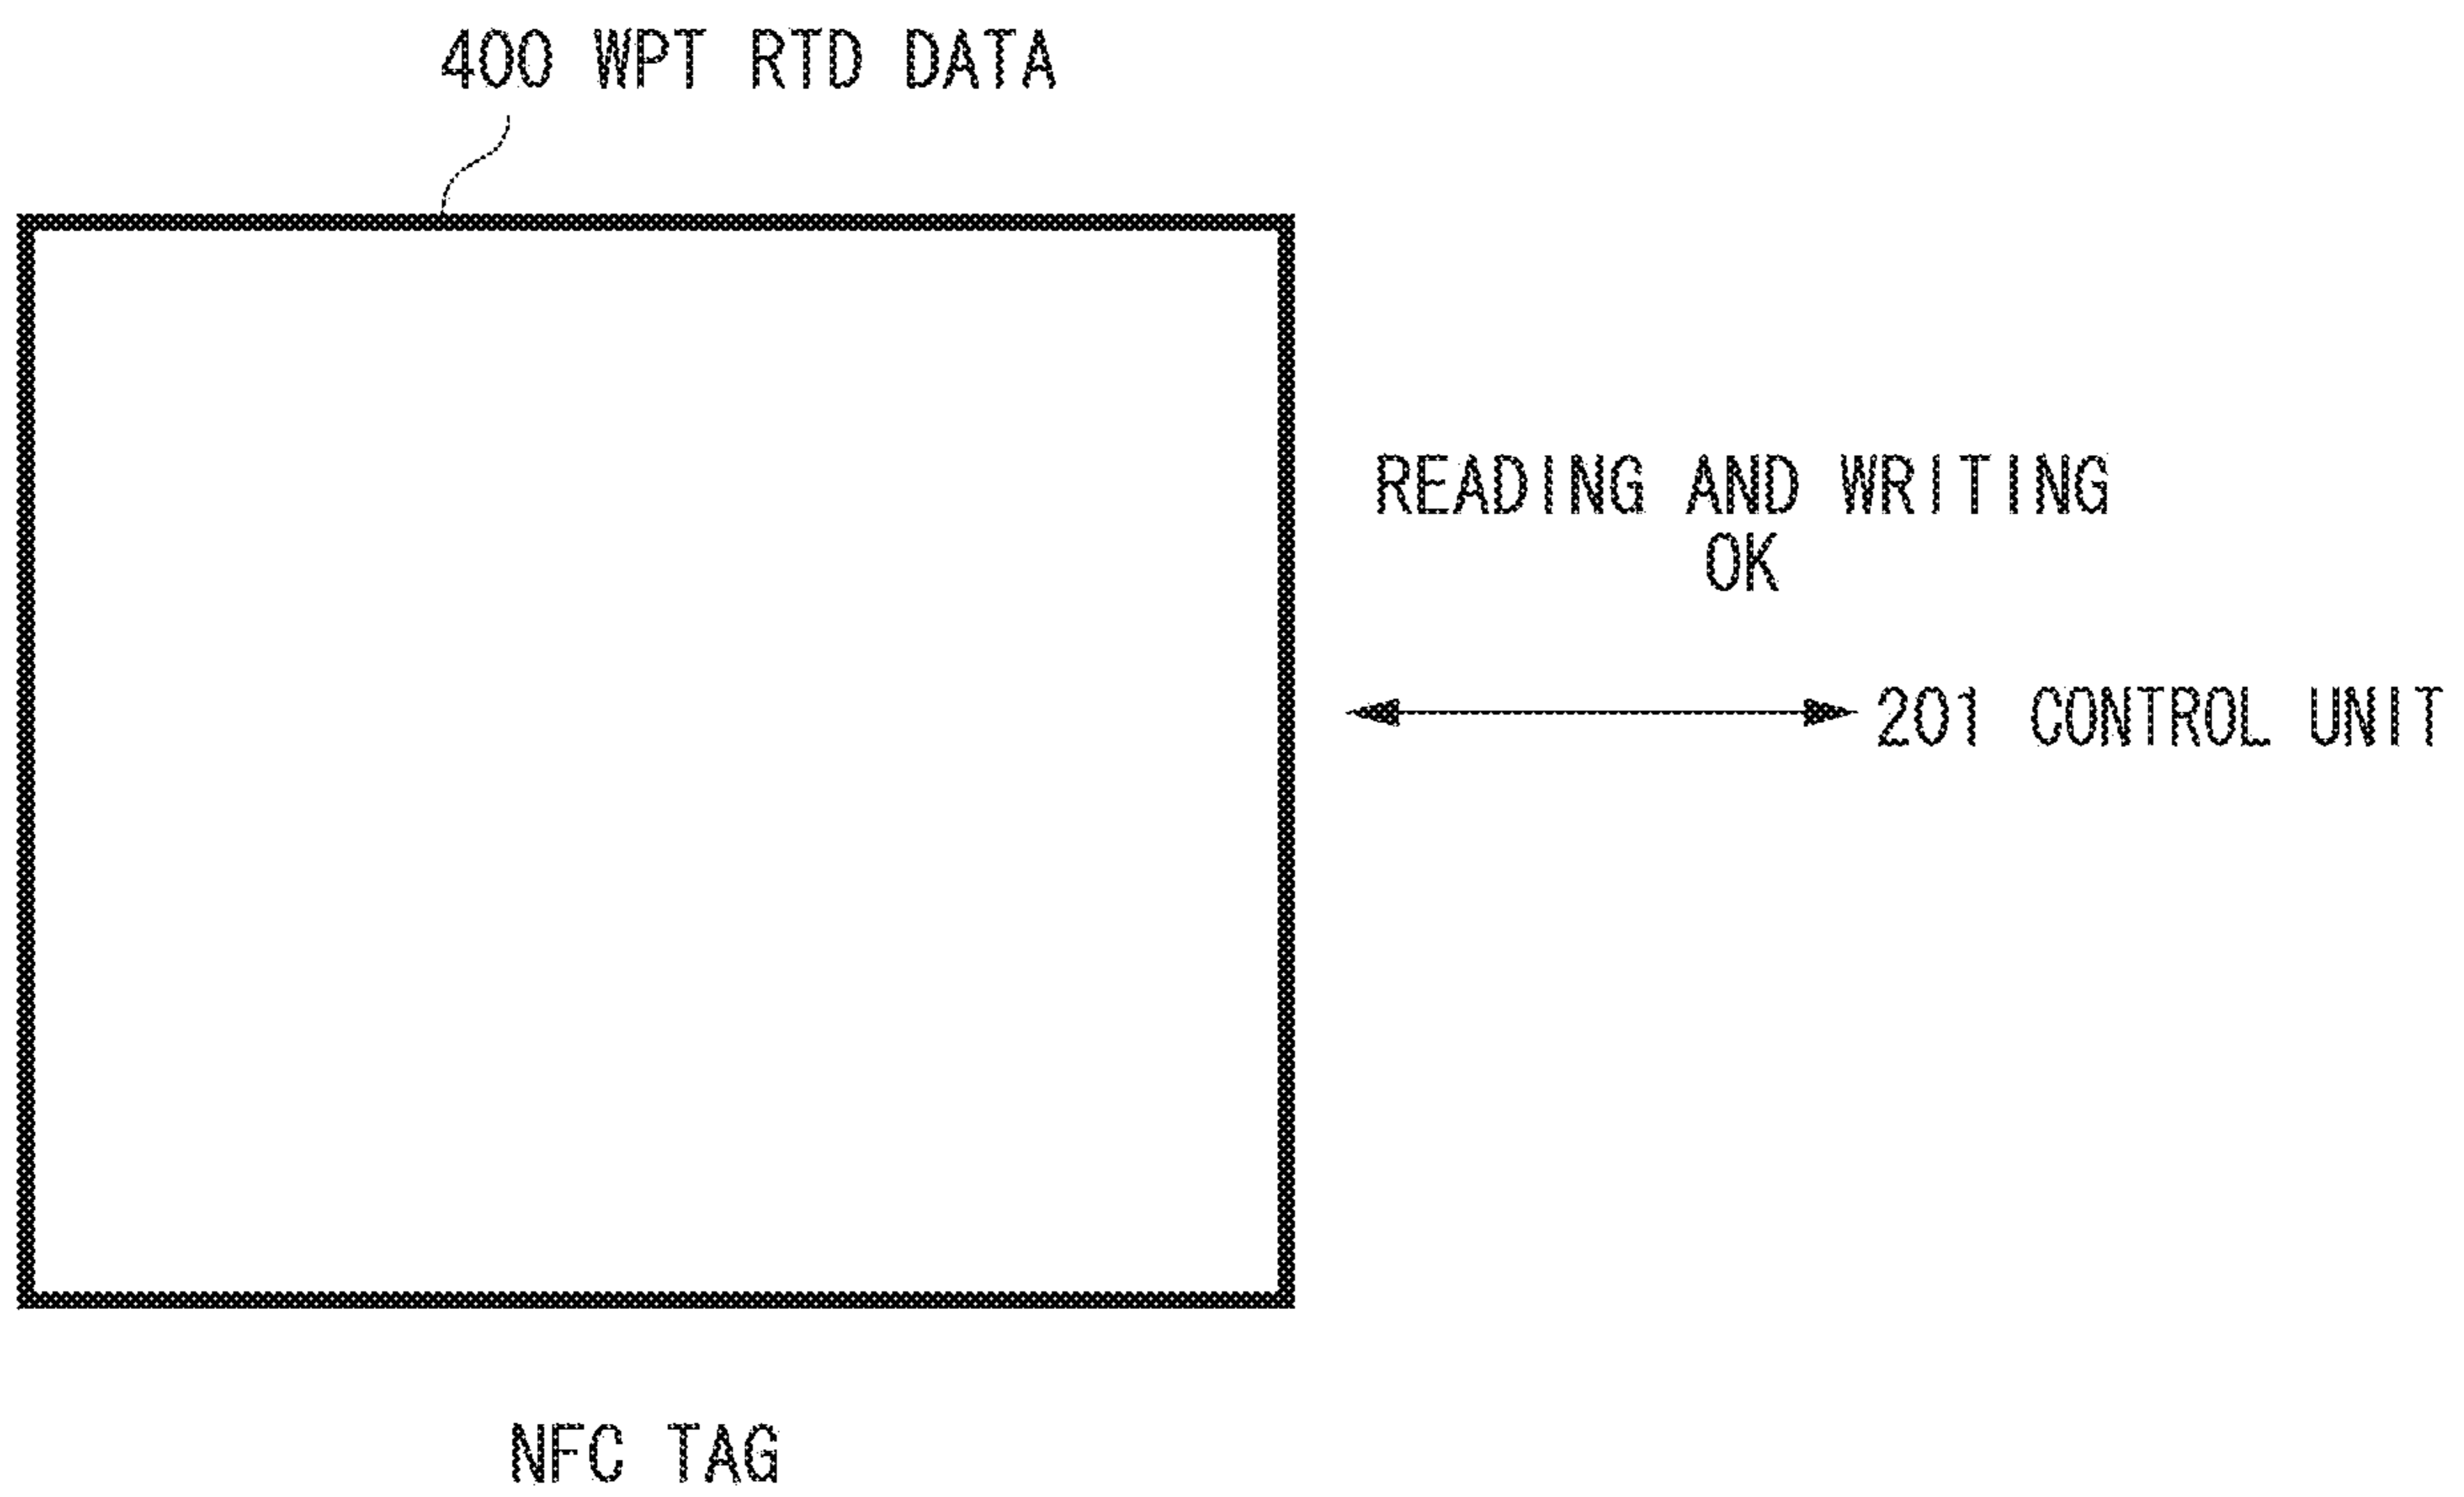 400 WPT RTD DATA
READING AND WRITING
OK
201 CONTROL UNIT
NFC TAG